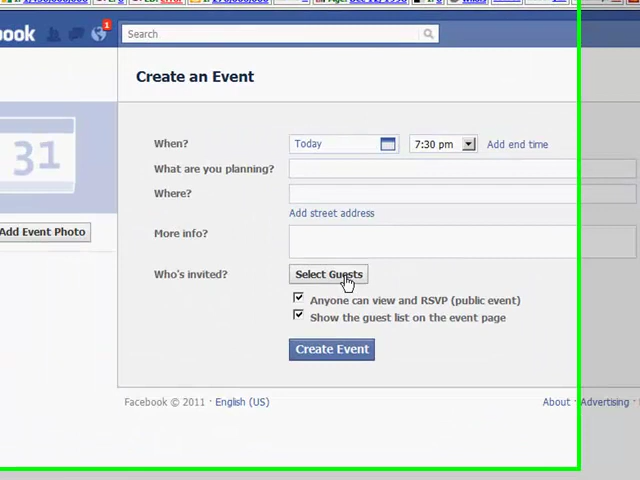 book
1
Search
Create an Event
31
When?
Today
7:30 pm
Add end time
What are you planning?
Where?
Add street address
Add Event Photo
More info?
Who's invited?
Select Guests
Anyone can view and RSVP (public event)
Show the guest list on the event page
Create Event
Facebook © 2011 · English (US)
About · Advertising ·